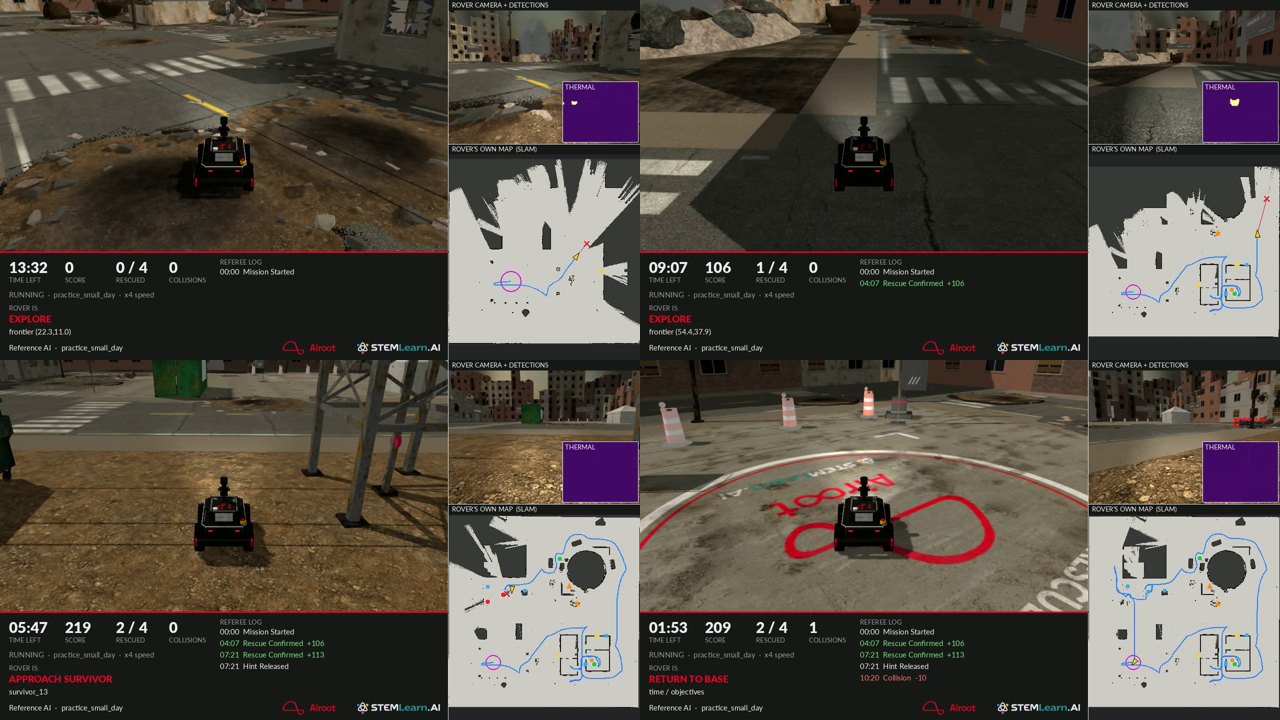 ROVER CAMERA + DETECTIONS
THERMAL
ROVER'S OWN MAP (SLAM)
13:32
TIME LEFT
0
SCORE
0 / 4
RESCUED
0
COLLISIONS
REFEREE LOG
00:00 Mission Started
RUNNING - practice_small_day - x4 speed
ROVER IS:
EXPLORE
frontier (22.3,11.0)
Reference AI - practice_small_day
Airoot
STEMLearn.AI
ROVER CAMERA + DETECTIONS
THERMAL
ROVER'S OWN MAP (SLAM)
09:07
TIME LEFT
106
SCORE
1 / 4
RESCUED
0
COLLISIONS
REFEREE LOG
00:00 Mission Started
04:07 Rescue Confirmed +106
RUNNING - practice_small_day - x4 speed
ROVER IS:
EXPLORE
frontier (54.4,37.9)
Reference AI - practice_small_day
Airoot
STEMLearn.AI
ROVER CAMERA + DETECTIONS
THERMAL
ROVER'S OWN MAP (SLAM)
05:47
TIME LEFT
219
SCORE
2 / 4
RESCUED
0
COLLISIONS
REFEREE LOG
00:00 Mission Started
04:07 Rescue Confirmed +106
07:21 Rescue Confirmed +113
07:21 Hint Released
RUNNING - practice_small_day - x4 speed
ROVER IS:
APPROACH SURVIVOR
survivor_13
Reference AI - practice_small_day
Airoot
STEMLearn.AI
Airoot
ROVER CAMERA + DETECTIONS
THERMAL
ROVER'S OWN MAP (SLAM)
01:53
TIME LEFT
209
SCORE
2 / 4
RESCUED
1
COLLISIONS
REFEREE LOG
00:00 Mission Started
04:07 Rescue Confirmed +106
07:21 Rescue Confirmed +113
07:21 Hint Released
10:20 Collision -10
RUNNING - practice_small_day - x4 speed
ROVER IS:
RETURN TO BASE
time / objectives
Reference AI - practice_small_day
Airoot
STEMLearn.AI